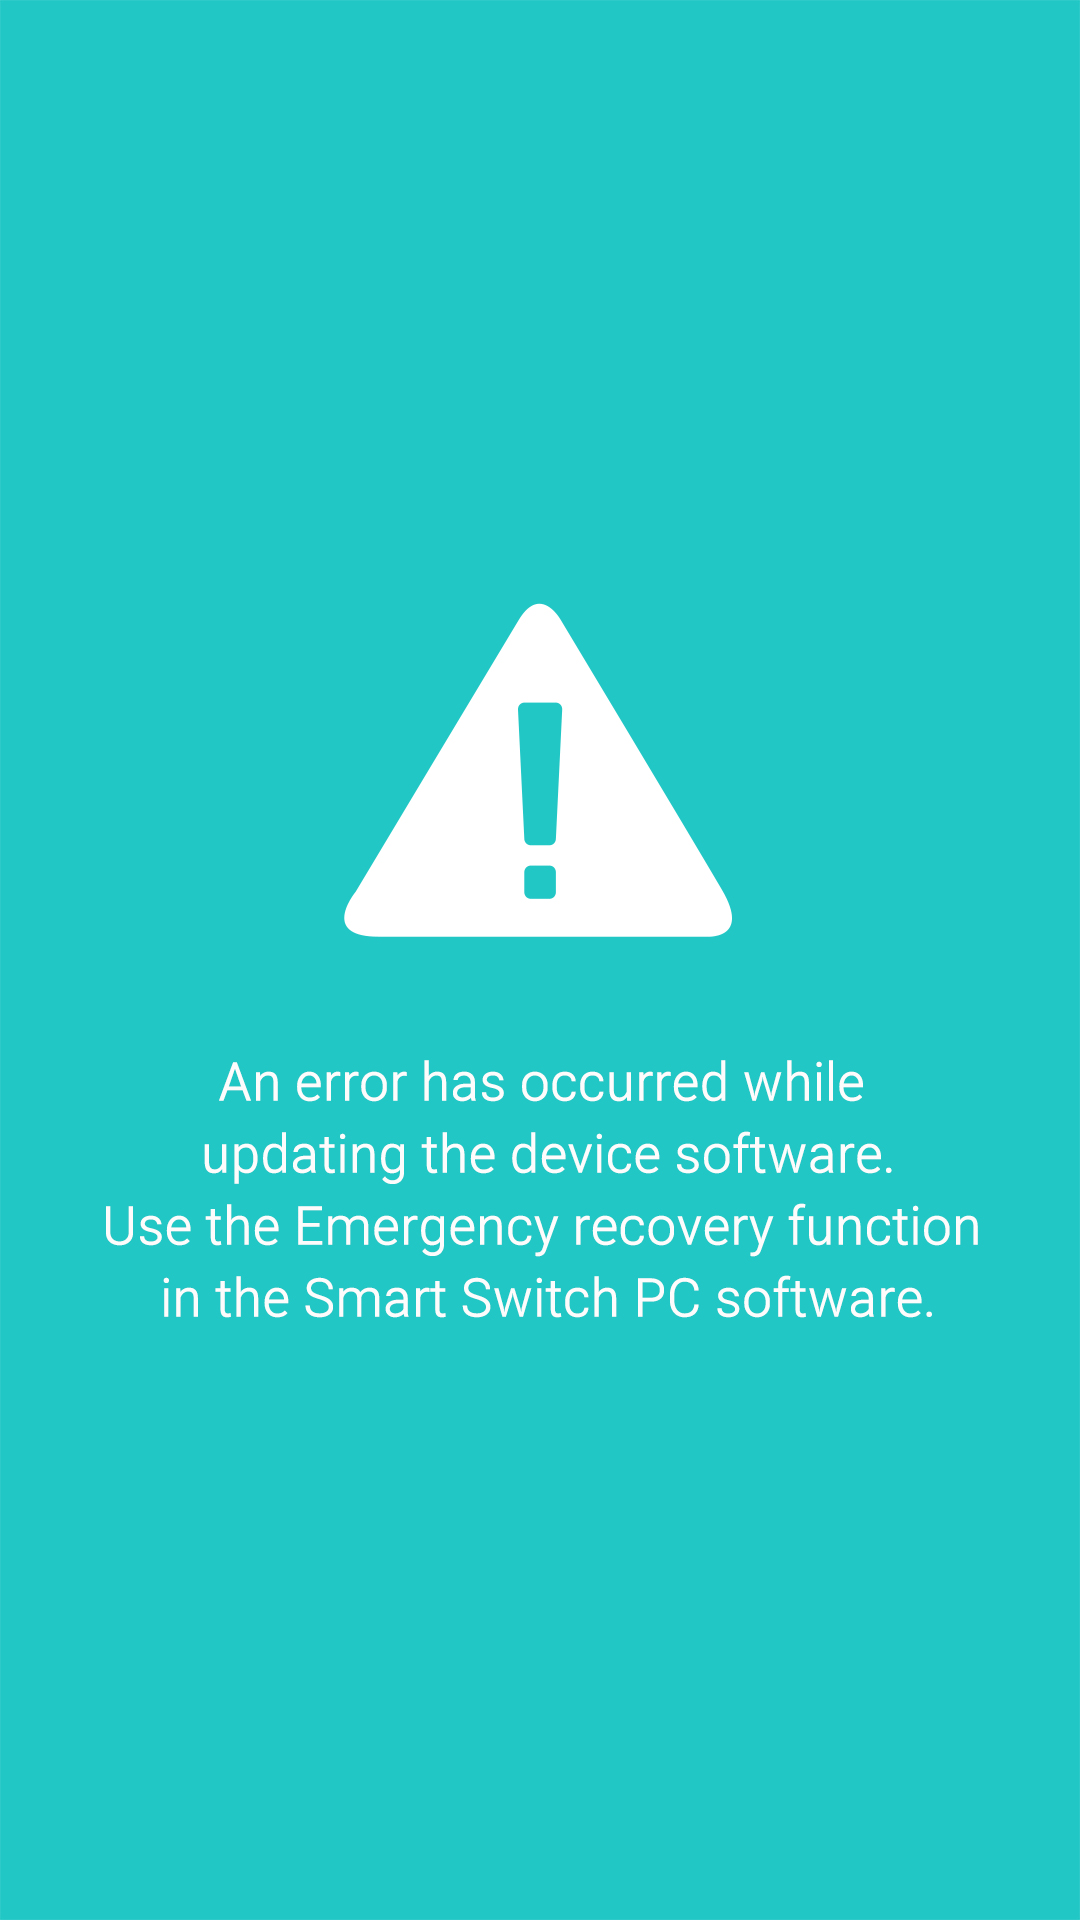 An error has occurred while
updating the device software.
Use the Emergency recovery function
in the Smart Switch PC software.